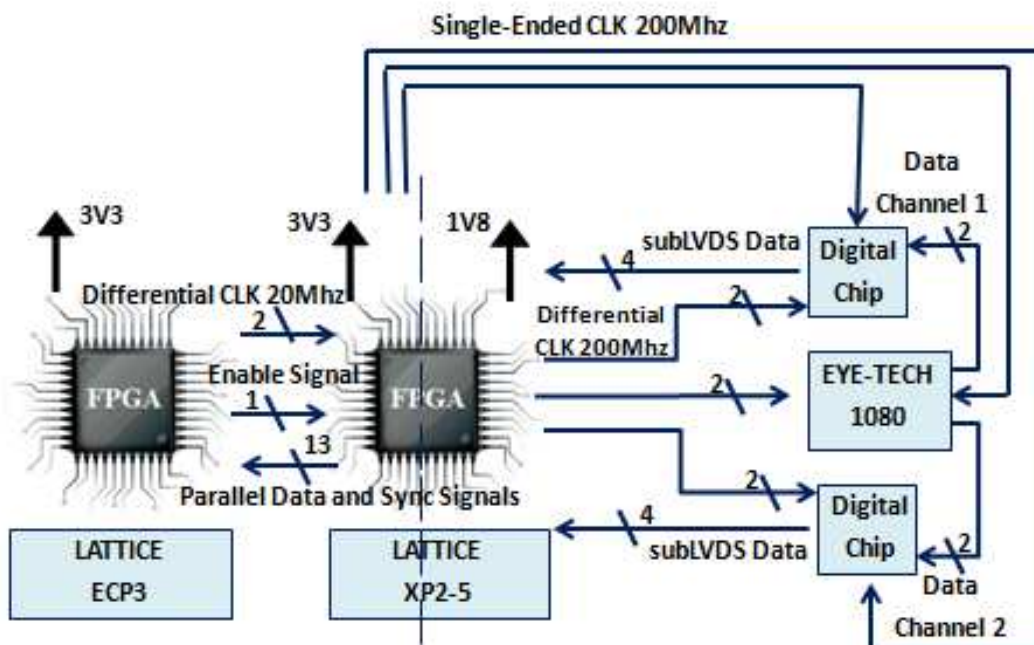 Single-Ended CLK 200Mhz
Data
Channel 1
3V3
3V3
1V8
subLVDS Data
4
2
Digital
Chip
Differential CLK 20Mhz
2
2
Differential
CLK 200Mhz
FPGA
Enable Signal
1
FPGA
2
EYE-TECH
1080
13
Parallel Data and Sync Signals
2
4
subLVDS Data
Digital
Chip
2
Data
Channel 2
LATTICE
ECP3
LATTICE
XP2-5